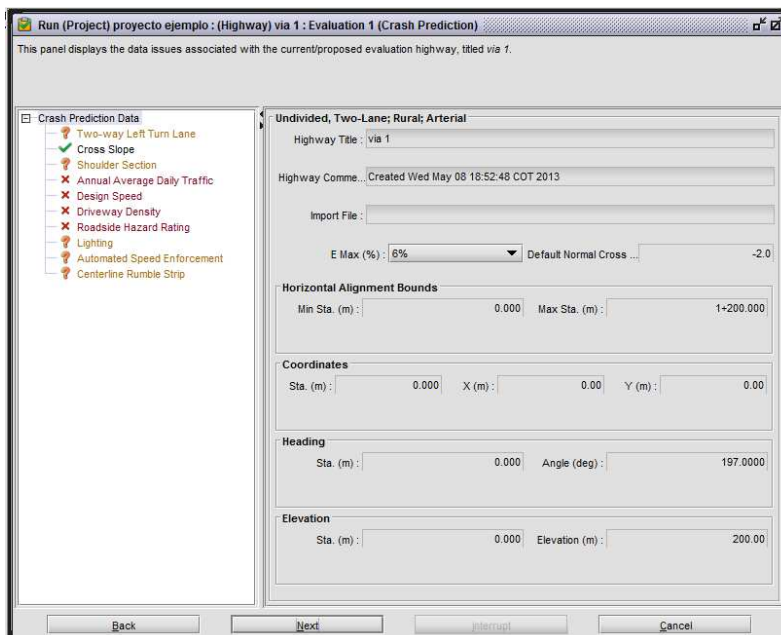 Run (Project) proyecto ejemplo : (Highway) via 1 : Evaluation 1 (Crash Prediction)
This panel displays the data issues associated with the current/proposed evaluation highway, titled via 1.
Crash Prediction Data
Two-way Left Turn Lane
Cross Slope
Shoulder Section
Annual Average Daily Traffic
Design Speed
Driveway Density
Roadside Hazard Rating
Lighting
Automated Speed Enforcement
Centerline Rumble Strip
Undivided, Two-Lane; Rural; Arterial
Highway Title : via 1
Highway Comme... Created Wed May 08 18:52:48 COT 2013
Import File :
E Max (%) : 6% Default Normal Cross ... -2.0
Horizontal Alignment Bounds
Min Sta. (m) : 0.000 Max Sta. (m) : 1+200.000
Coordinates
Sta. (m) : 0.000 X (m) : 0.00 Y (m) : 0.00
Heading
Sta. (m) : 0.000 Angle (deg) : 197.0000
Elevation
Sta. (m) : 0.000 Elevation (m) : 200.00
Back Next Interrupt Cancel